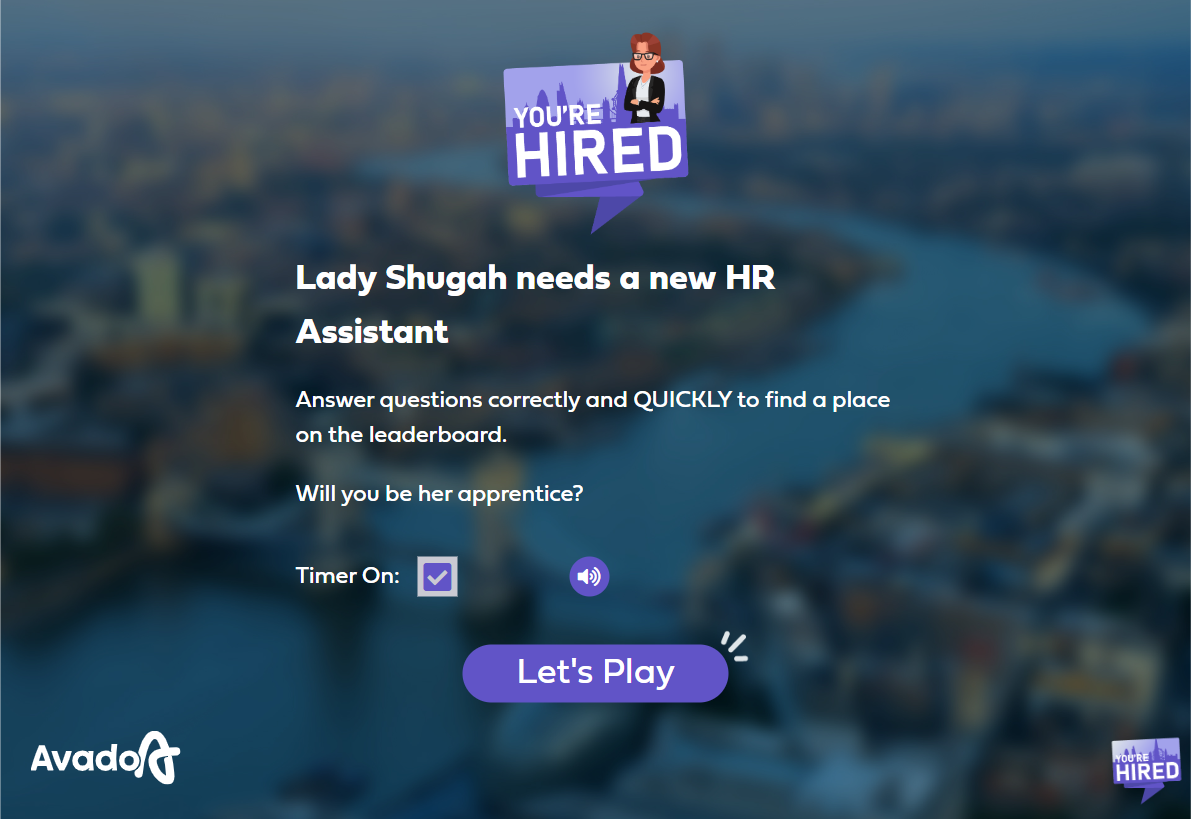 YOU'RE
HIRED
Lady Shugah needs a new HR
Assistant
Answer questions correctly and QUICKLY to find a place
on the leaderboard.
Will you be her apprentice?
Timer On:
Let's Play
Avado
YOU'RE
HIRED